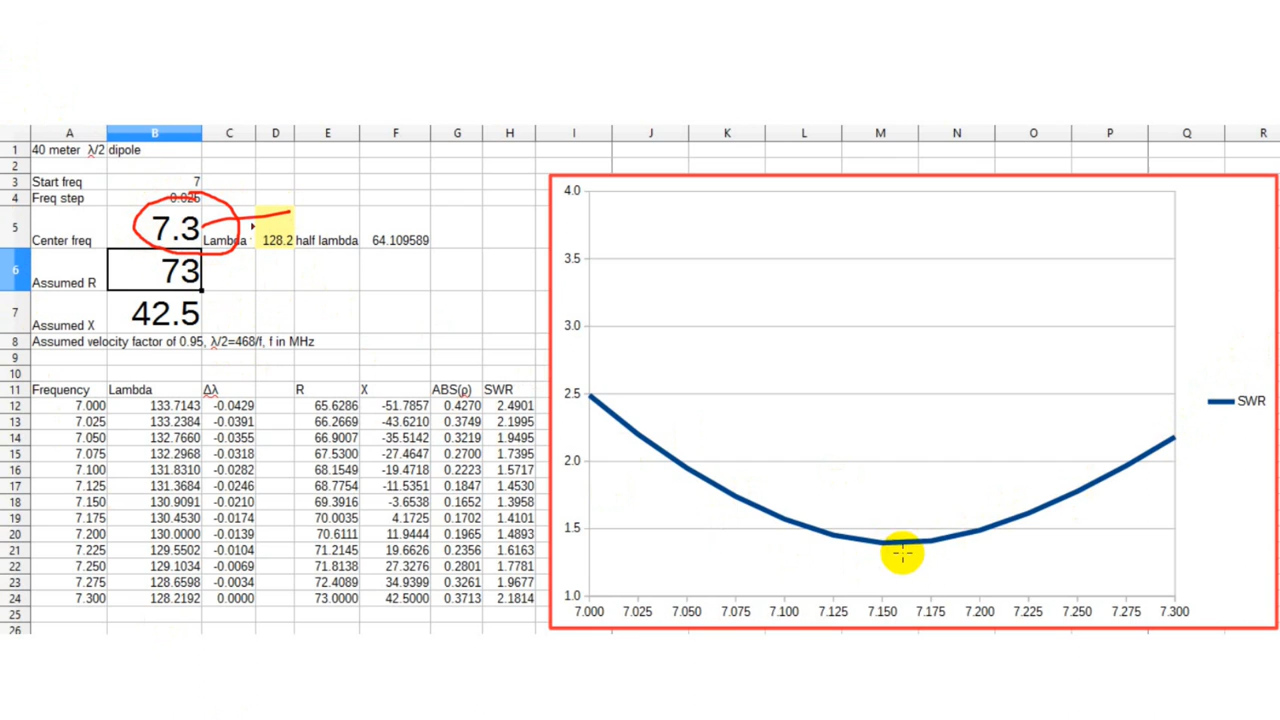 A B C D E F G H I J K L M N O P Q R
1 40 meter λ/2 dipole
2
3 Start freq 7
4 Freq step 0.025
5 Center freq 7.3 Lambda 128.2 half lambda 64.109589
6 Assumed R 73
7 Assumed X 42.5
8 Assumed velocity factor of 0.95, λ/2=468/f, f in MHz
9
10
11 Frequency Lambda Δλ R X ABS(ρ) SWR
12 7.000 133.7143 -0.0429 65.6286 -51.7857 0.4270 2.4901
13 7.025 133.2384 -0.0391 66.2669 -43.6210 0.3749 2.1995
14 7.050 132.7660 -0.0355 66.9007 -35.5142 0.3219 1.9495
15 7.075 132.2968 -0.0318 67.5300 -27.4647 0.2700 1.7395
16 7.100 131.8310 -0.0282 68.1549 -19.4718 0.2223 1.5717
17 7.125 131.3684 -0.0246 68.7754 -11.5351 0.1847 1.4530
18 7.150 130.9091 -0.0210 69.3916 -3.6538 0.1652 1.3958
19 7.175 130.4530 -0.0174 70.0035 4.1725 0.1702 1.4101
20 7.200 130.0000 -0.0139 70.6111 11.9444 0.1965 1.4893
21 7.225 129.5502 -0.0104 71.2145 19.6626 0.2356 1.6163
22 7.250 129.1034 -0.0069 71.8138 27.3276 0.2801 1.7781
23 7.275 128.6598 -0.0034 72.4089 34.9399 0.3261 1.9677
24 7.300 128.2192 0.0000 73.0000 42.5000 0.3713 2.1814
25
26
4.0
3.5
3.0
2.5
2.0
1.5
1.0
7.000 7.025 7.050 7.075 7.100 7.125 7.150 7.175 7.200 7.225 7.250 7.275 7.300
SWR